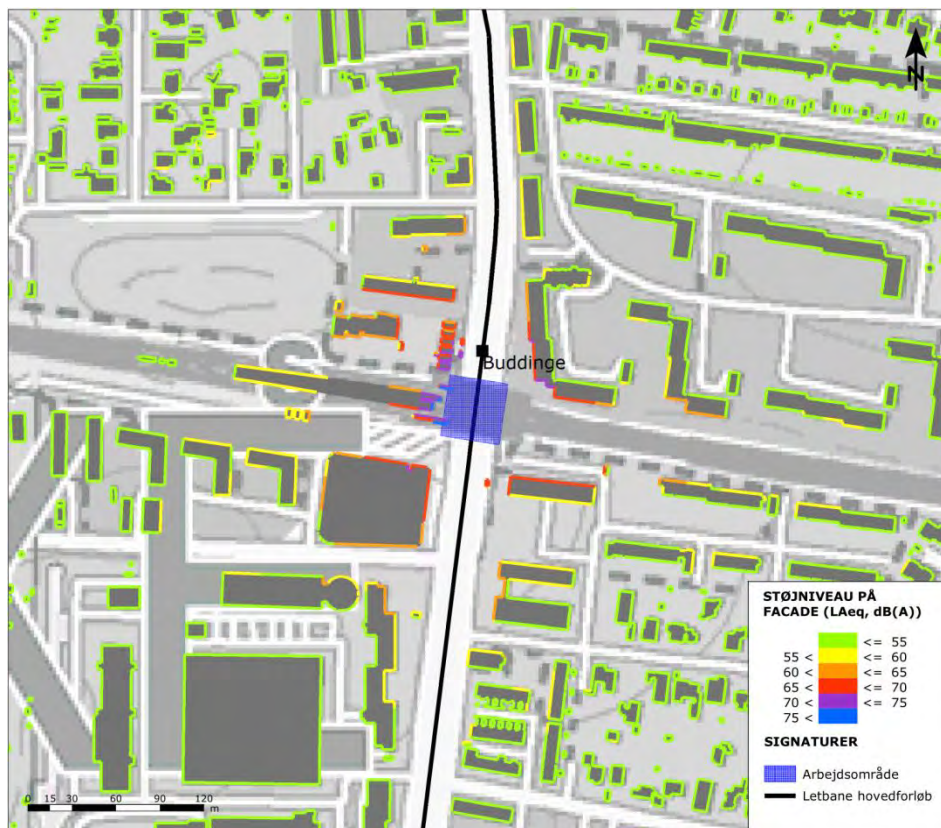 N
Buddinge
STØJNIVEAU PÅ
FACADE (LAeq, dB(A))
<= 55
55 < <= 60
60 < <= 65
65 < <= 70
70 < <= 75
75 <
SIGNATURER
Arbejdsområde
Letbane hovedforløb
0 15 30 60 90 120
m